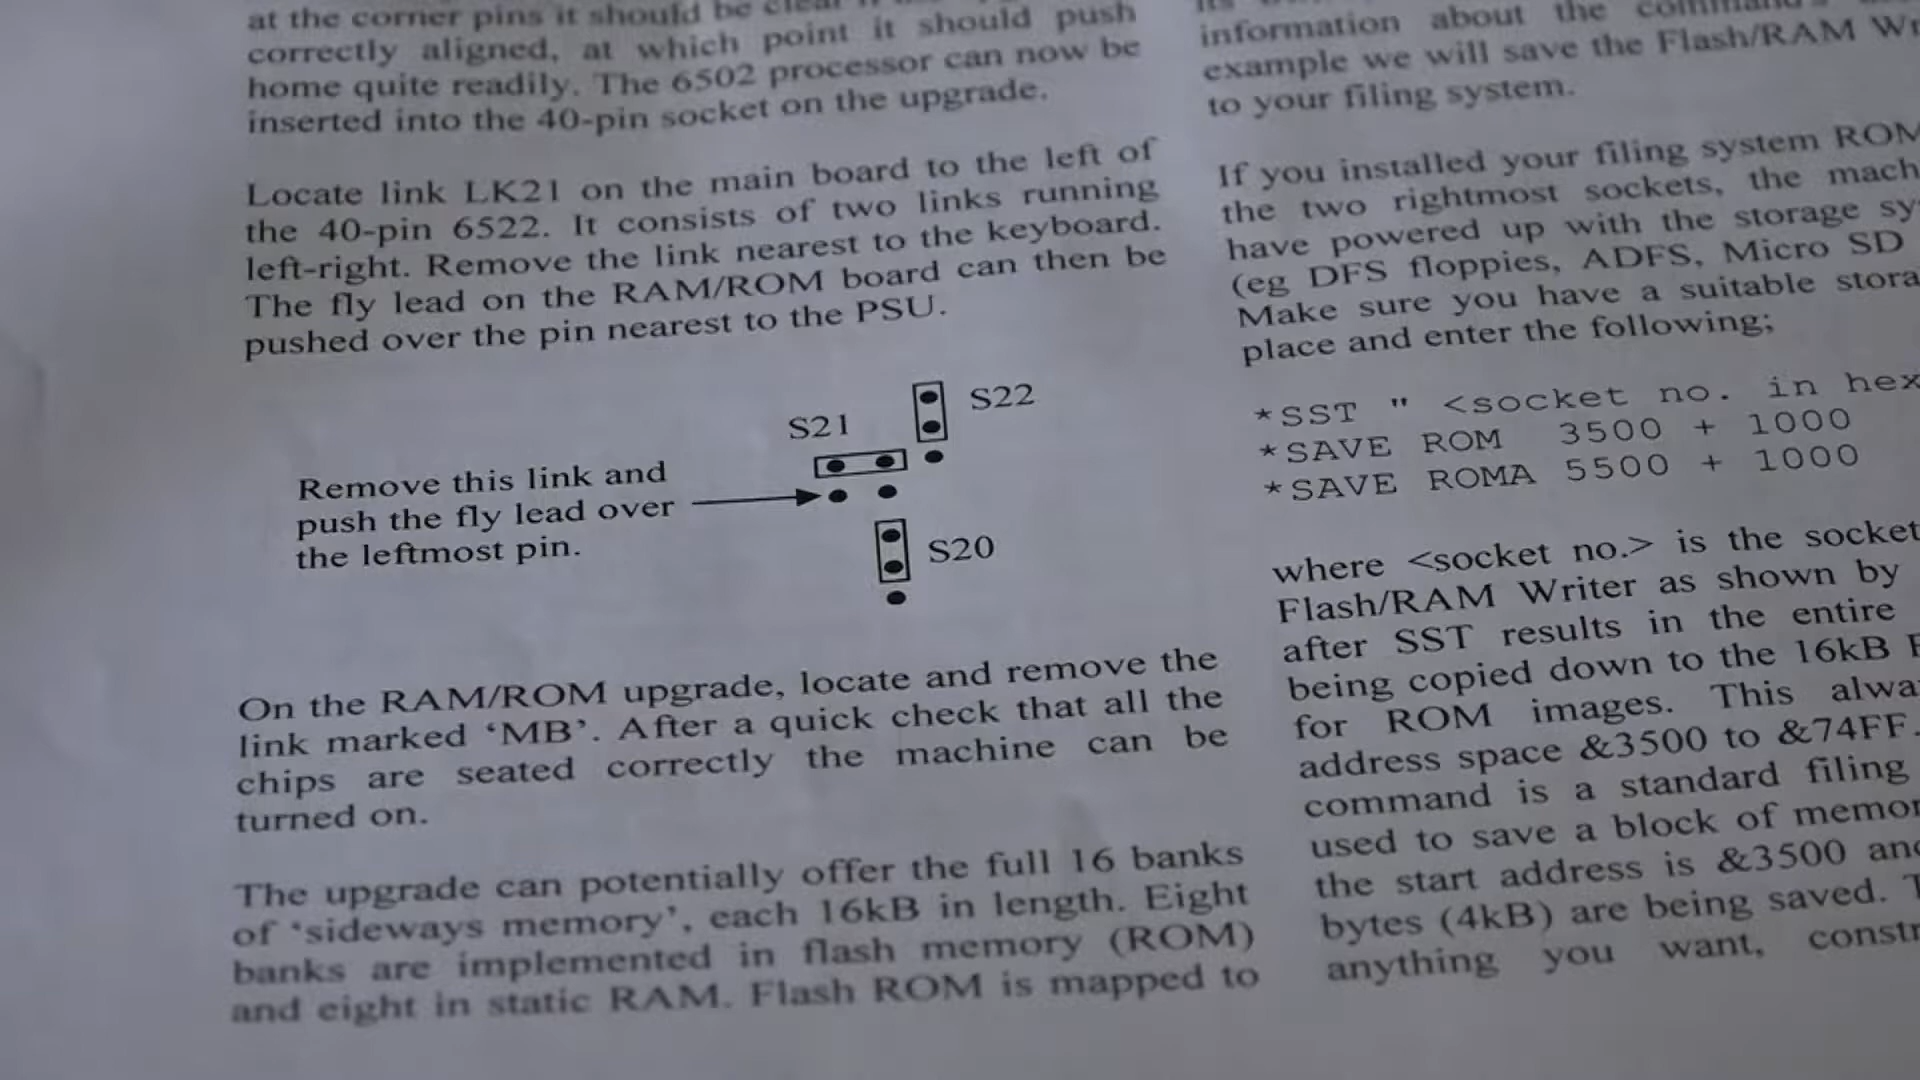 at the corner pins it should be clear
correctly aligned, at which point it should push
home quite readily. The 6502 processor can now be
inserted into the 40-pin socket on the upgrade.
Locate link LK21 on the main board to the left of
the 40-pin 6522. It consists of two links running
left-right. Remove the link nearest to the keyboard.
The fly lead on the RAM/ROM board can then be
pushed over the pin nearest to the PSU.
S22
S21
Remove this link and
push the fly lead over
the leftmost pin.
S20
On the RAM/ROM upgrade, locate and remove the
link marked ‘MB’. After a quick check that all the
chips are seated correctly the machine can be
turned on.
The upgrade can potentially offer the full 16 banks
of ‘sideways memory’, each 16kB in length. Eight
banks are implemented in flash memory (ROM)
and eight in static RAM. Flash ROM is mapped to
information about the
example we will save the Flash/RAM
to your filing system.
If you installed your filing system ROM
the two rightmost sockets, the mach
have powered up with the storage sy
(eg DFS floppies, ADFS, Micro SD
Make sure you have a suitable stora
place and enter the following;
*SST " <socket no. in hex
*SAVE ROM 3500 + 1000
*SAVE ROMA 5500 + 1000
where <socket no.> is the socket
Flash/RAM Writer as shown by
after SST results in the entire
being copied down to the 16kB
for ROM images. This alwa
address space &3500 to &74FF.
command is a standard filing
used to save a block of memor
the start address is &3500 and
bytes (4kB) are being saved.
anything you want, constr